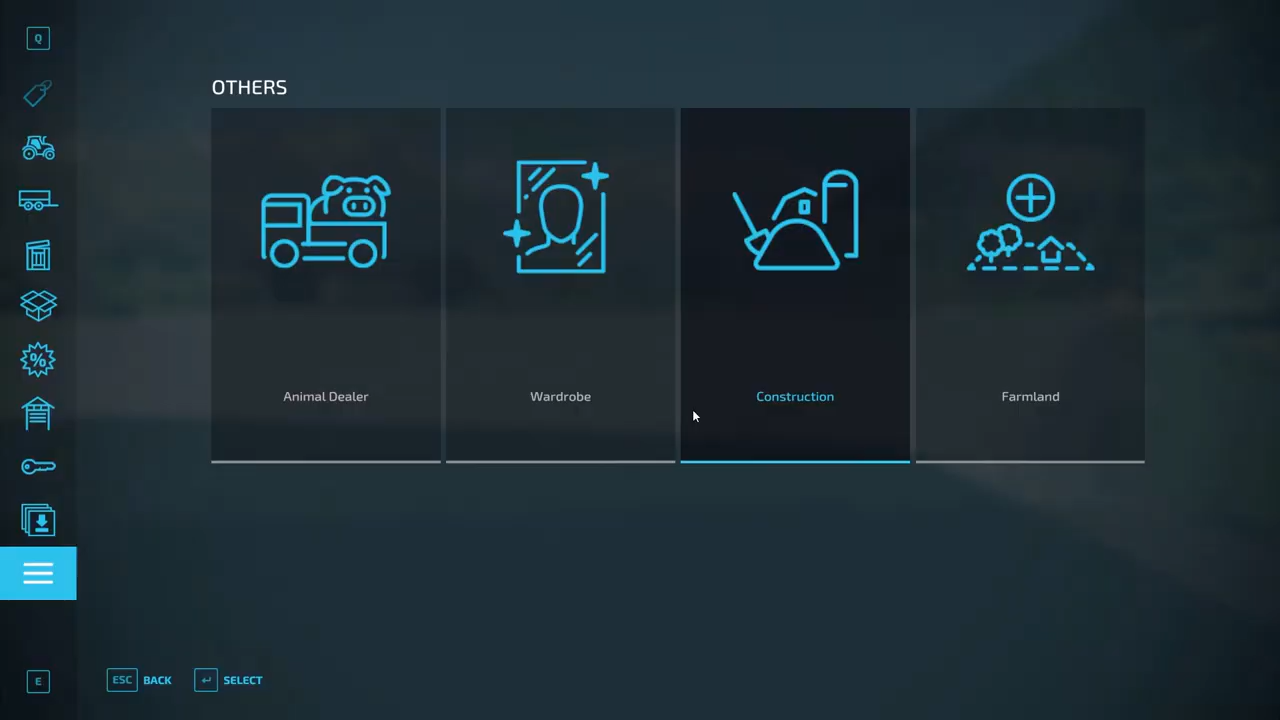 Q
OTHERS
%
Animal Dealer
Wardrobe
Construction
Farmland
E
ESC BACK
↵ SELECT